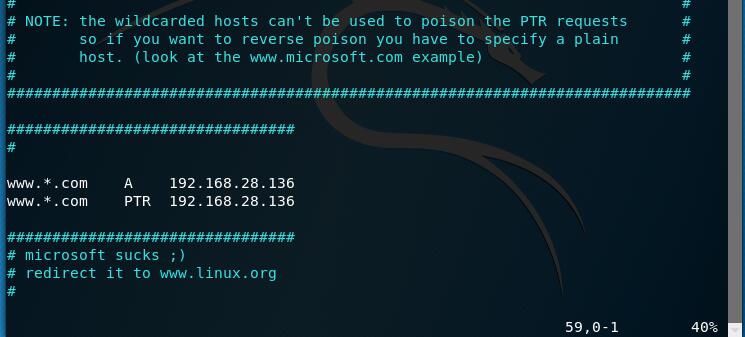 #                                                                          #
# NOTE: the wildcarded hosts can't be used to poison the PTR requests      #
#       so if you want to reverse poison you have to specify a plain       #
#       host. (look at the www.microsoft.com example)                      #
#                                                                          #
############################################################################
################################
#
www.*.com    A    192.168.28.136
www.*.com    PTR  192.168.28.136
################################
# microsoft sucks ;)
# redirect it to www.linux.org
#
59,0-1        40%